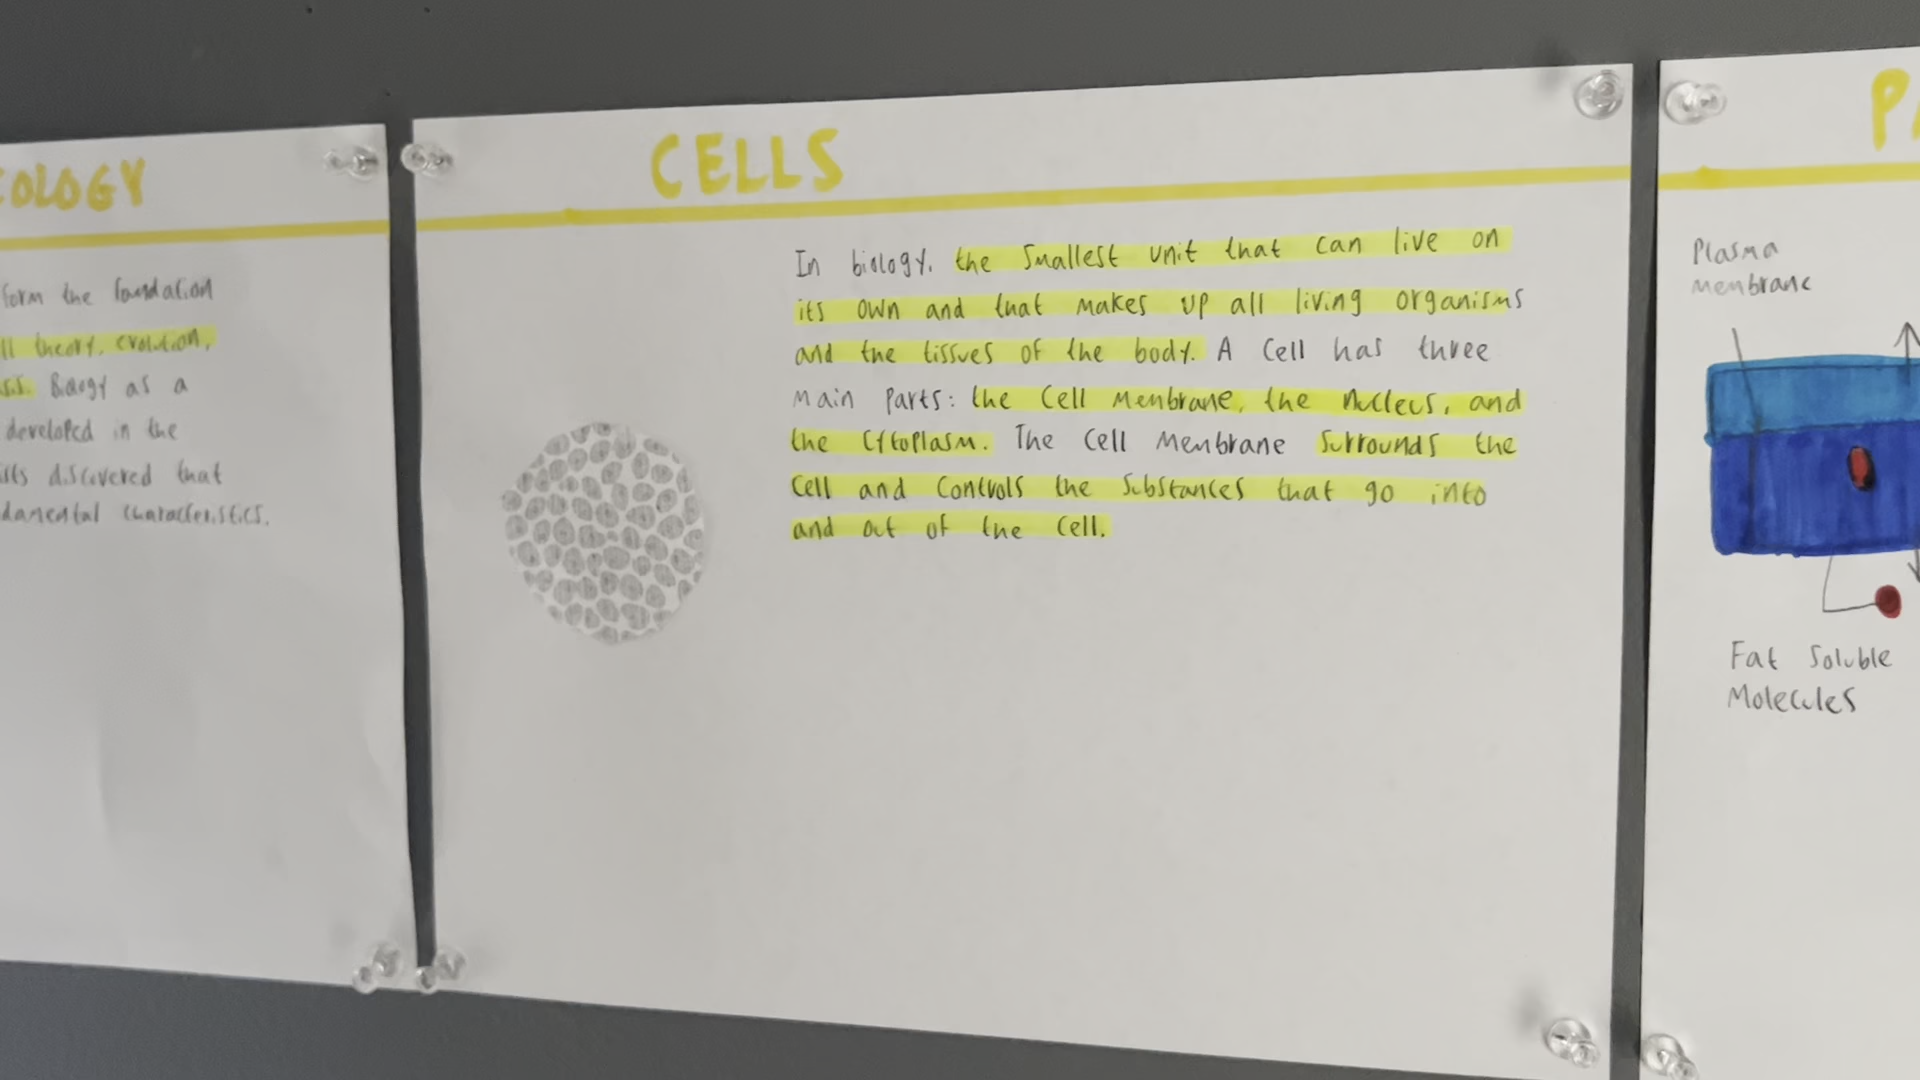 form the foundation
theory, evolution,
Biology as a
developed in the
discovered that
characteristics.
CELLS
In biology, the smallest unit that can live on
its own and that makes up all living organisms
and the tissues of the body. A Cell has three
Main Parts: the Cell Membrane, the nucleus, and
the Cytoplasm. The Cell Membrane Surrounds the
Cell and Controls the Substances that go into
and out of the Cell.
Plasma
membrane
Fat Soluble
Molecules